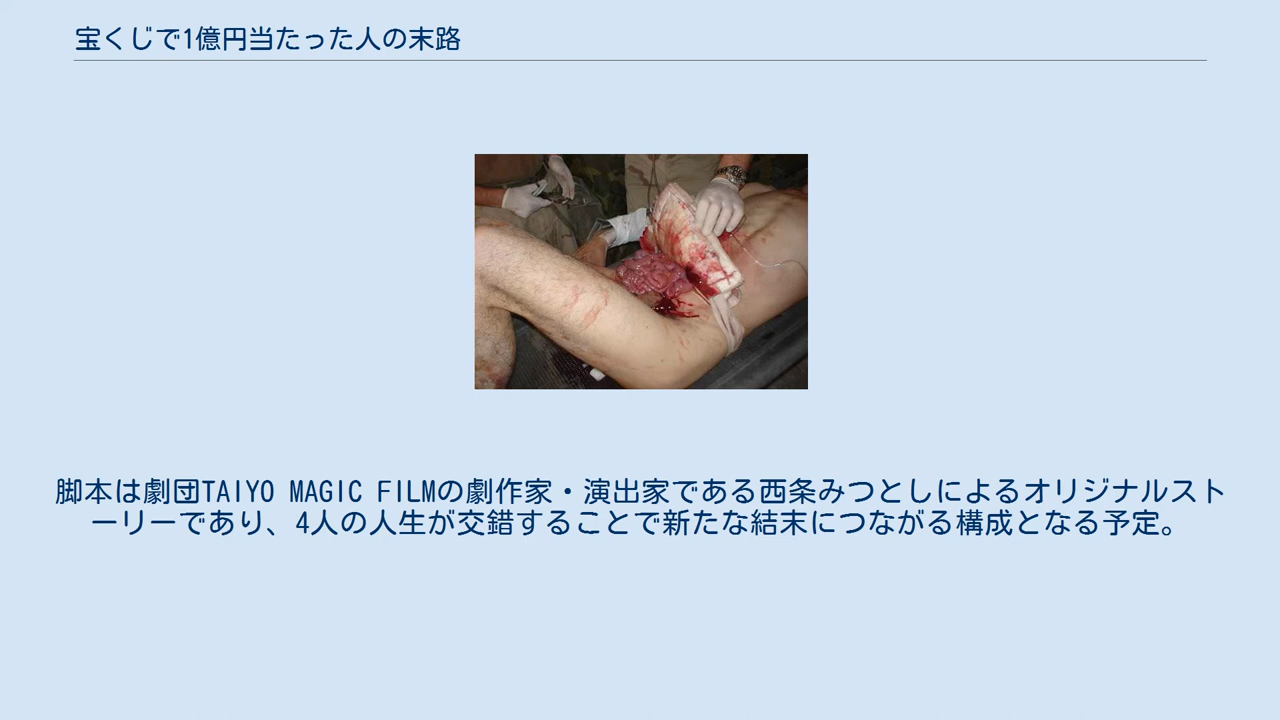 宝くじで1億円当たった人の末路
脚本は劇団TAIYO MAGIC FILMの劇作家・演出家である西条みつとしによるオリジナルスト
ーリーであり、4人の人生が交錯することで新たな結末につながる構成となる予定。